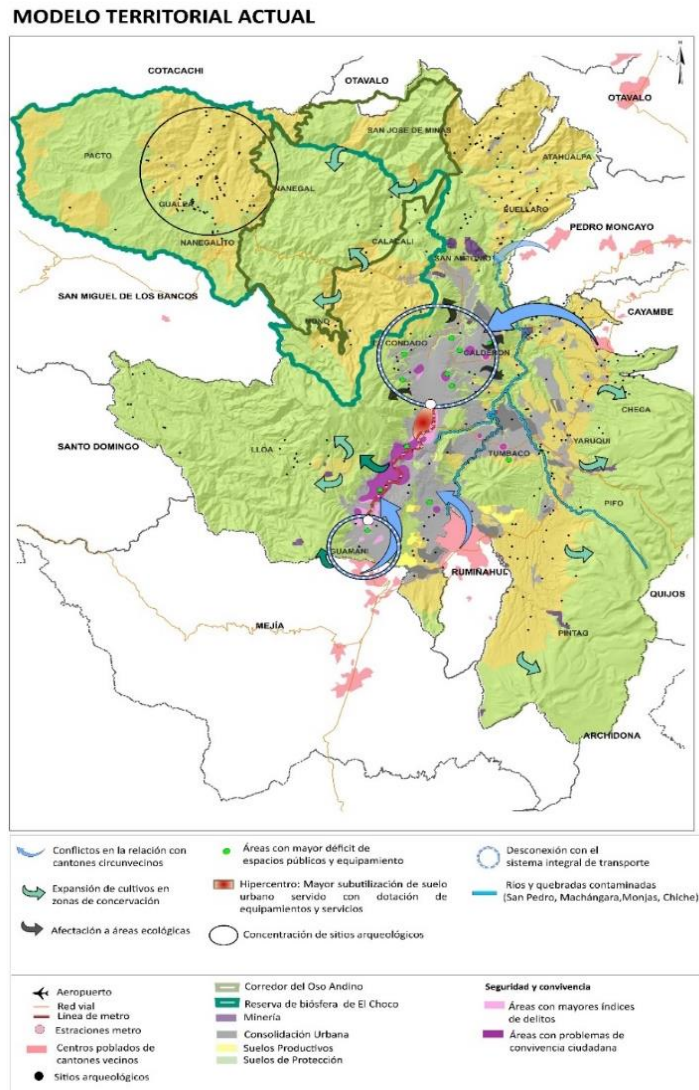 MODELO TERRITORIAL ACTUAL
COTACACHI
OTAVALO
OTAVALO
SAN JOSE DE MINAS
PACTO
ATAHUALPA
NANEGAL
GUALEA
PUELLARO
NANEGALITO
CALACALI
PEDRO MONCAYO
SAN ANTONIO
SAN MIGUEL DE LOS BANCOS
CAYAMBE
NONO
CONDADO
CALDERON
CHECA
SANTO DOMINGO
LLOA
YARUQUI
TUMBACO
PIFO
GUAMANI
RUMIÑAHUI
QUIJOS
MEJÍA
PINTAG
ARCHIDONA
Conflictos en la relación con
cantones circunvecinos
Expansión de cultivos en
zonas de concervación
Afectación a áreas ecológicas
Áreas con mayor déficit de
espacios públicos y equipamiento
Hipercentro: Mayor subutilización de suelo
urbano servido con dotación de
equipamientos y servicios
Concentración de sitios arqueológicos
Desconexión con el
sistema integral de transporte
Ríos y quebradas contaminadas
(San Pedro, Machángara,Monjas, Chiche)
Aeropuerto
Red vial
Linea de metro
Estraciones metro
Centros poblados de
cantones vecinos
Sitios arqueológicos
Corredor del Oso Andino
Reserva de biósfera de El Choco
Minería
Consolidación Urbana
Suelos Productivos
Suelos de Protección
Seguridad y convivencia
Áreas con mayores índices
de delitos
Áreas con problemas de
convivencia ciudadana